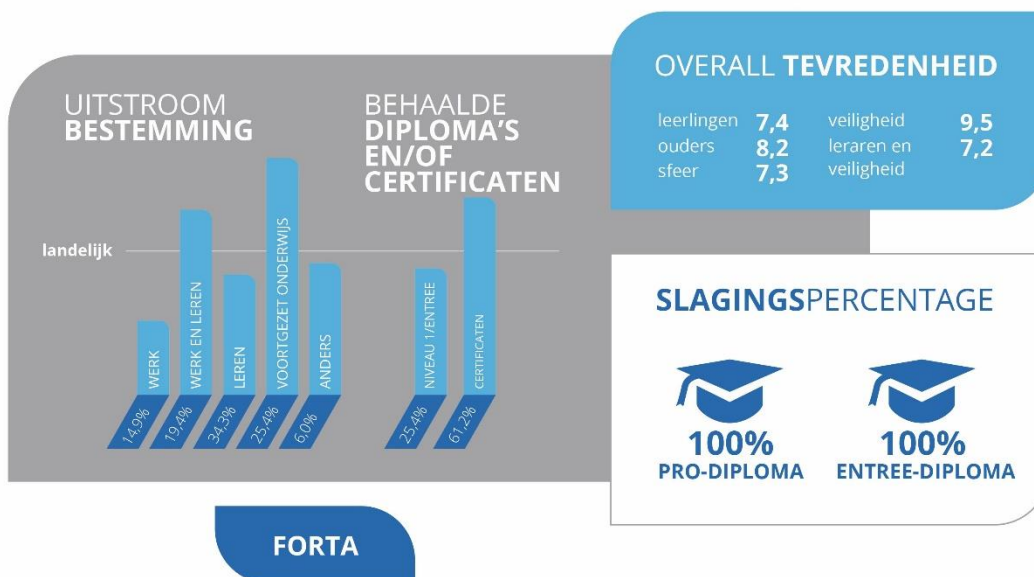 UITSTROOM
BESTEMMING
BEHAALDE
DIPLOMA'S
EN/OF
CERTIFICATEN
landelijk
WERK
WERK EN LEREN
LEREN
VOORTGEZET ONDERWIJS
ANDERS
NIVEAU 1/ENTREE
CERTIFICATEN
14,9%
19,4%
34,3%
25,4%
6,0%
25,4%
61,2%
OVERALL TEVREDENHEID
leerlingen 7,4 veiligheid 9,5
ouders 8,2 leraren en 7,2
sfeer 7,3 veiligheid
SLAGINGSPERCENTAGE
100% 100%
PRO-DIPLOMA ENTREE-DIPLOMA
FORTA